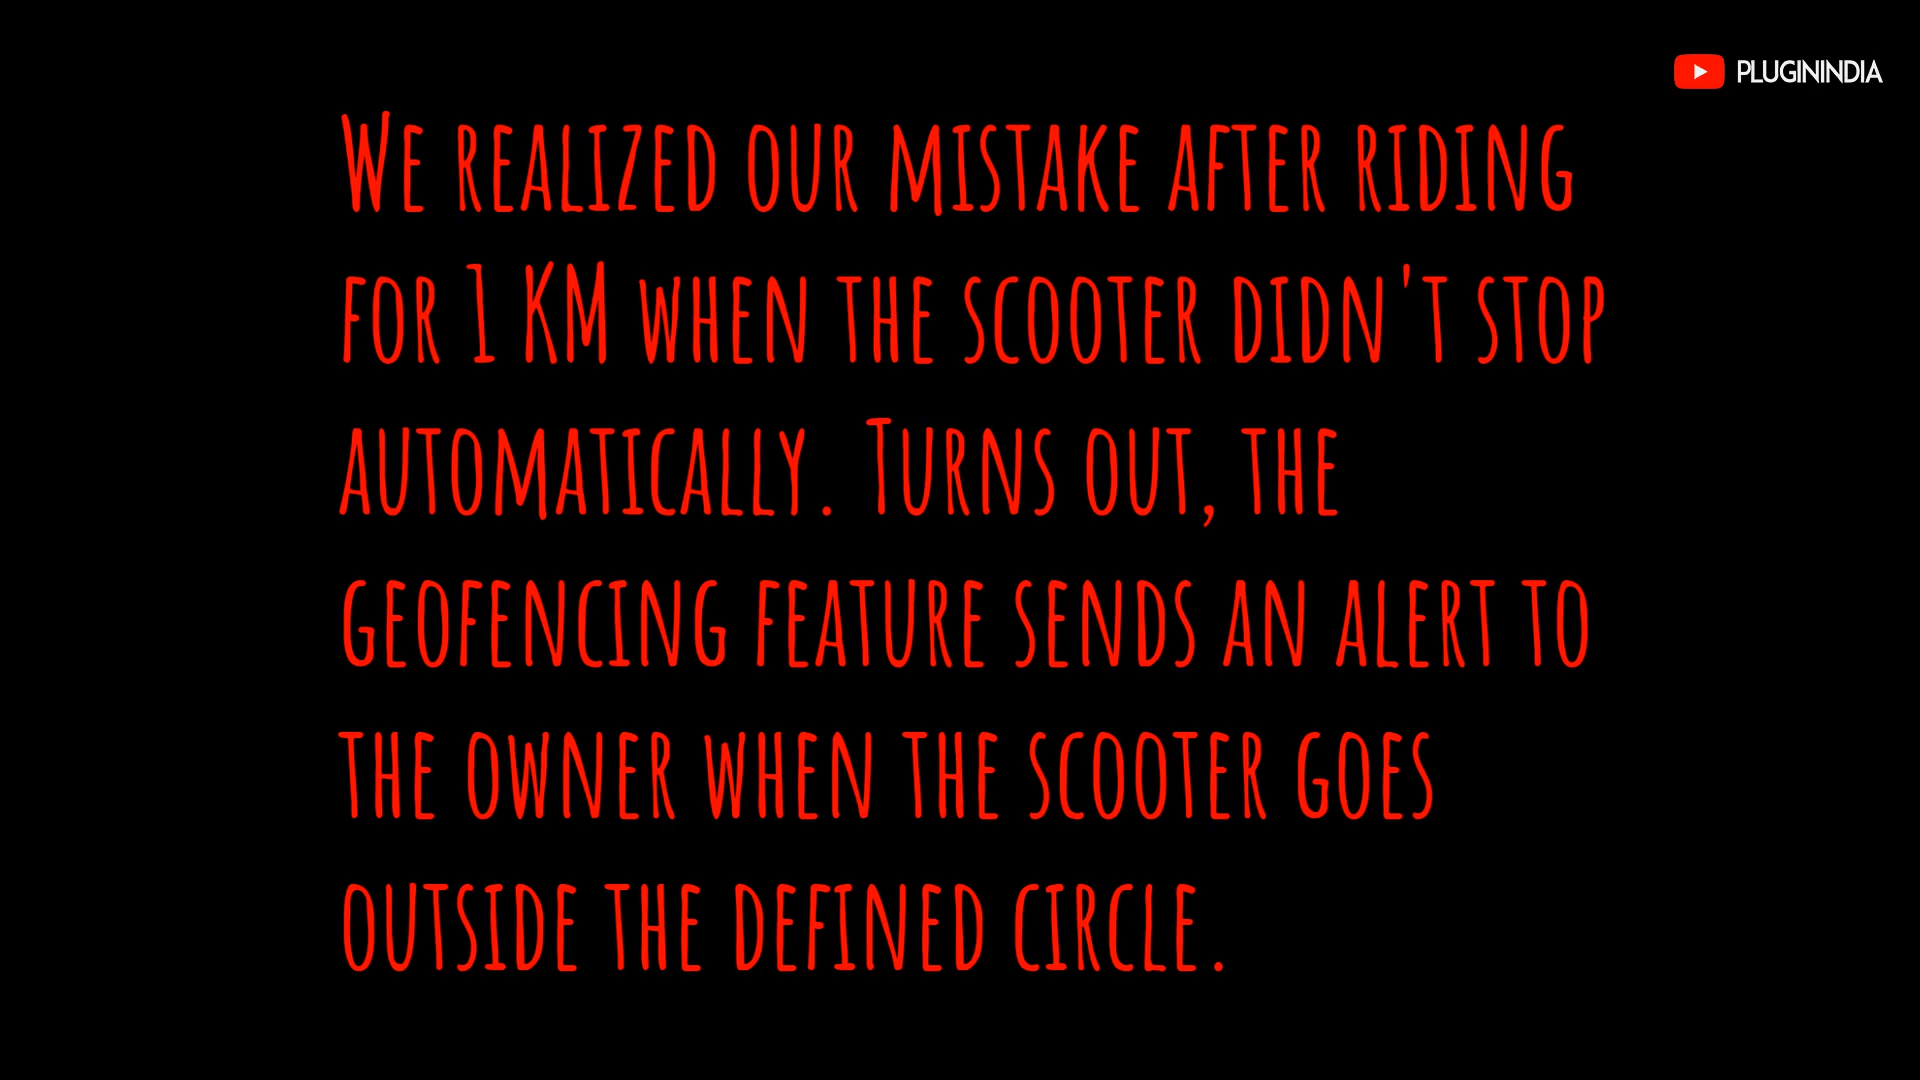 PLUGININDIA
We realized our mistake after riding
for 1 KM when the scooter didn't stop
automatically. Turns out, the
geofencing feature sends an alert to
the owner when the scooter goes
outside the defined circle.